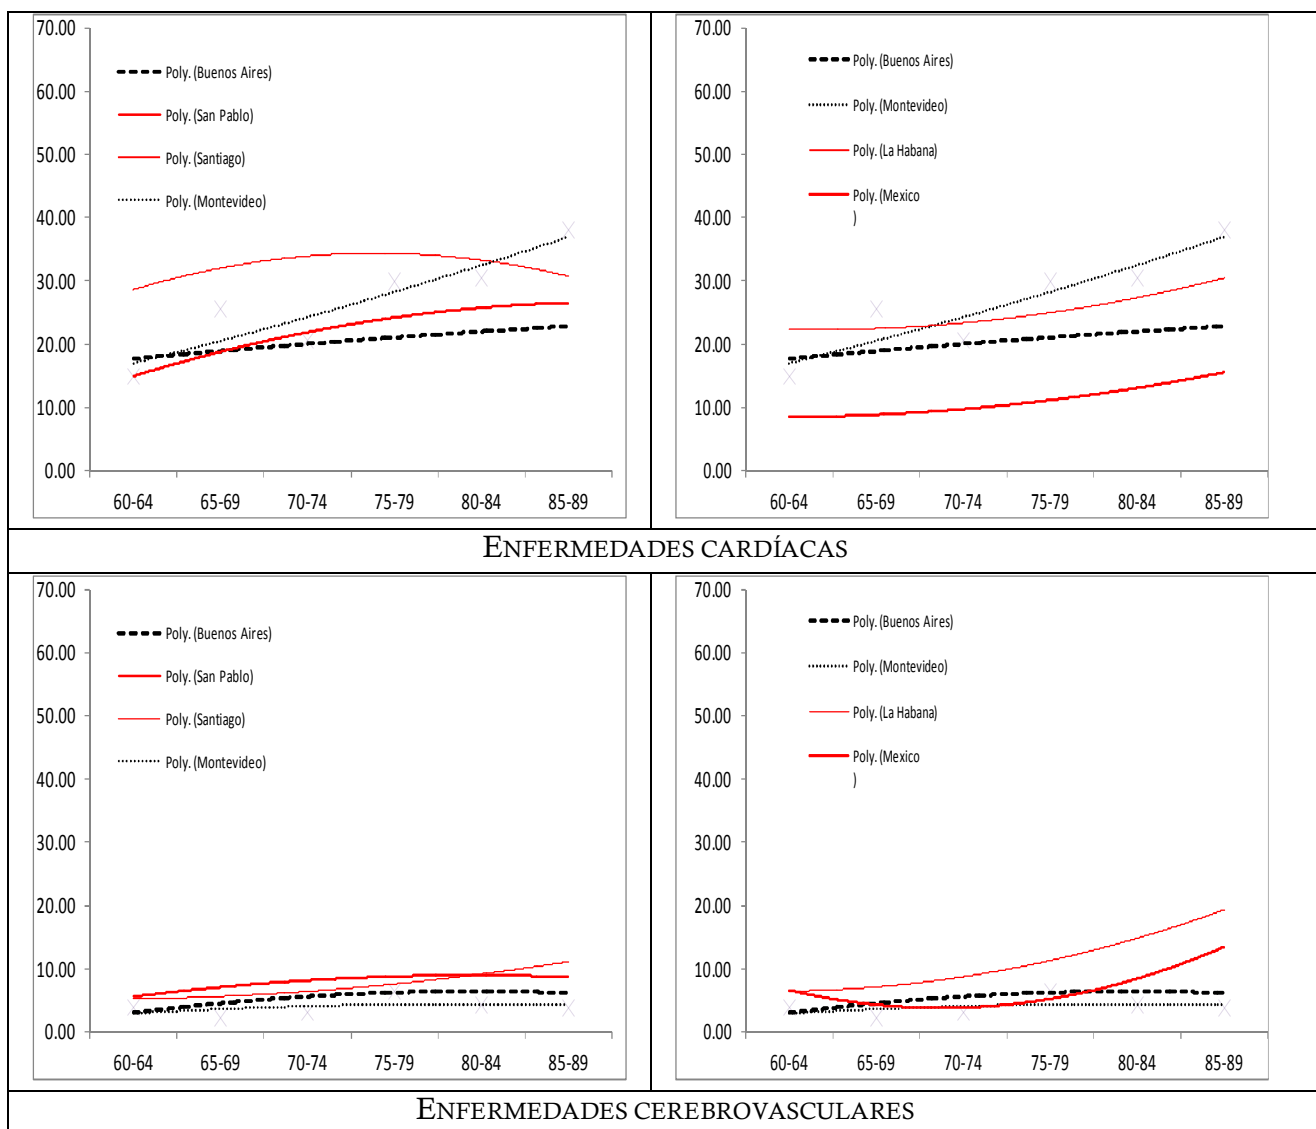 70.00
60.00
50.00
40.00
30.00
20.00
10.00
0.00
Poly. (Buenos Aires)
Poly. (San Pablo)
Poly. (Santiago)
Poly. (Montevideo)
60-64 65-69 70-74 75-79 80-84 85-89
70.00
60.00
50.00
40.00
30.00
20.00
10.00
0.00
Poly. (Buenos Aires)
Poly. (Montevideo)
Poly. (La Habana)
Poly. (Mexico
)
60-64 65-69 70-74 75-79 80-84 85-89
ENFERMEDADES CARDÍACAS
70.00
60.00
50.00
40.00
30.00
20.00
10.00
0.00
Poly. (Buenos Aires)
Poly. (San Pablo)
Poly. (Santiago)
Poly. (Montevideo)
60-64 65-69 70-74 75-79 80-84 85-89
70.00
60.00
50.00
40.00
30.00
20.00
10.00
0.00
Poly. (Buenos Aires)
Poly. (Montevideo)
Poly. (La Habana)
Poly. (Mexico
)
60-64 65-69 70-74 75-79 80-84 85-89
ENFERMEDADES CEREBROVASCULARES